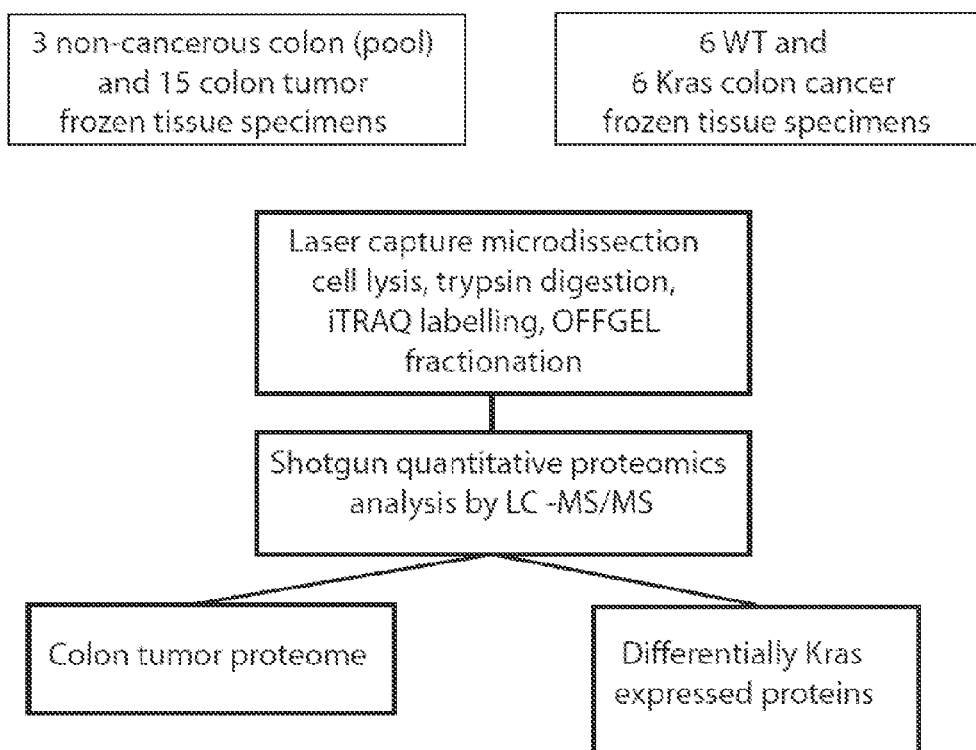 3 non-cancerous colon (pool)
and 15 colon tumor
frozen tissue specimens
6 WT and
6 Kras colon cancer
frozen tissue specimens
Laser capture microdissection
cell lysis, trypsin digestion,
iTRAQ labelling, OFFGEL
fractionation
Shotgun quantitative proteomics
analysis by LC -MS/MS
Colon tumor proteome
Differentially Kras
expressed proteins